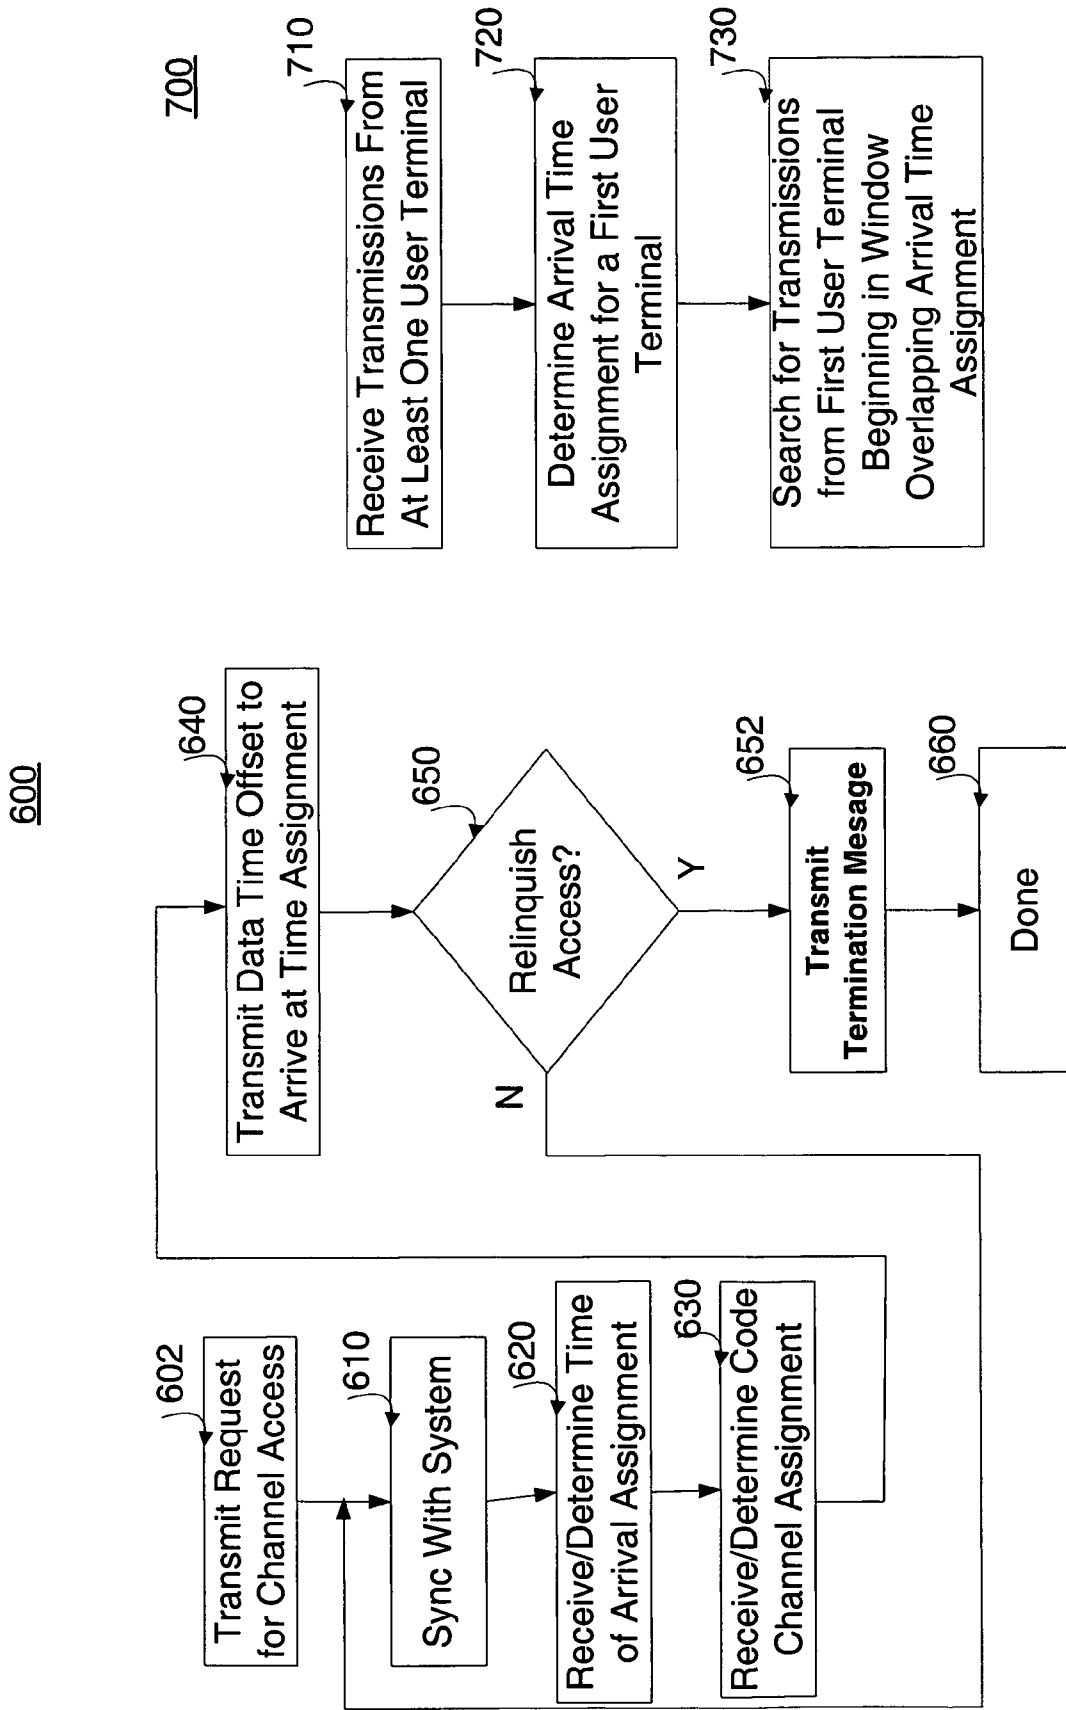 600
602
Transmit Request
for Channel Access
610
Sync With System
620
Receive/Determine Time
of Arrival Assignment
630
Receive/Determine Code
Channel Assignment
640
Transmit Data Time Offset to
Arrive at Time Assignment
650
Relinquish
Access?
N
Y
652
Transmit
Termination Mesage
660
Done
700
710
Receive Transmissions From
At Least One User Terminal
720
Determine Arrival Time
Assignment for a First User
Terminal
730
Search for Transmissions
from First User Terminal
Beginning in Window
Overlapping Arrival Time
Assignment